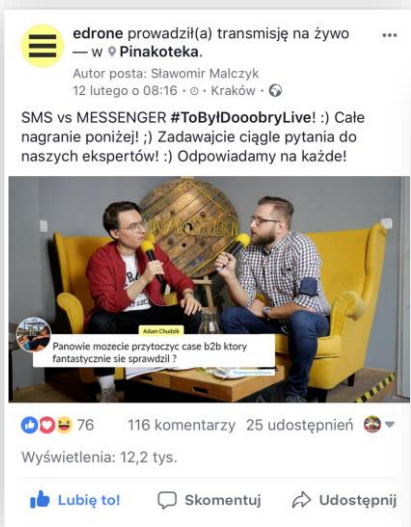 edrone prowadził(a) transmisję na żywo
— w Pinakoteka.
Autor posta: Sławomir Malczyk
12 lutego o 08:16 · Kraków ·
SMS vs MESSENGER #ToByłDooobryLive! :) Całe
nagranie poniżej! ;) Zadawajcie ciągle pytania do
naszych ekspertów! :) Odpowiadamy na każde!
Adam Chudzik
Panowie mozecie przytoczyc case b2b ktory
fantastycznie sie sprawdzil ?
76 116 komentarzy 25 udostępnień
Wyświetlenia: 12,2 tys.
Lubię to! Skomentuj Udostępnij